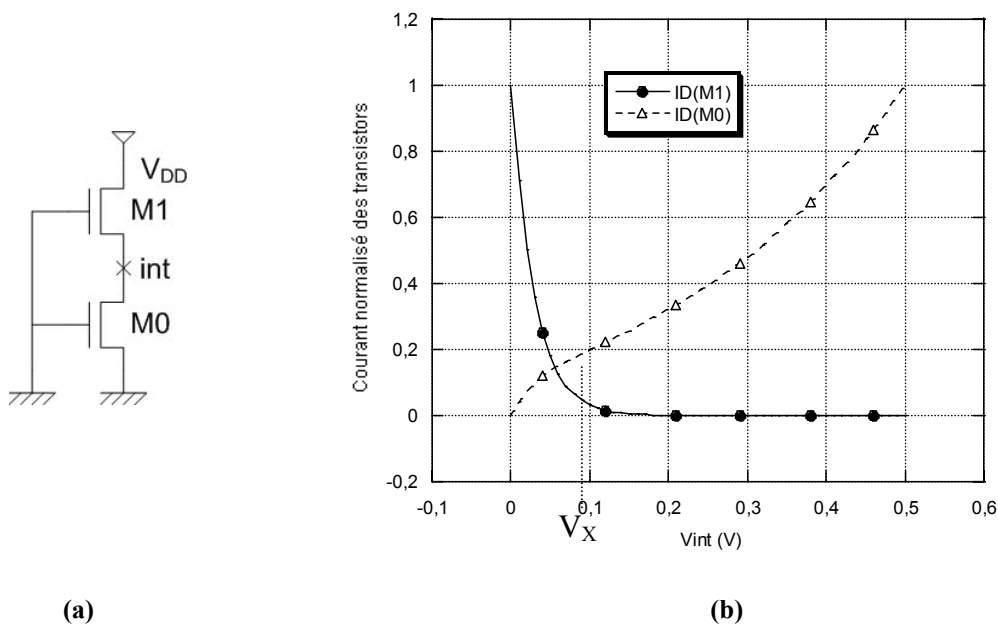 V_DD
M1
int
M0
(a)
Courant normalisé des transistors
1,2
1
0,8
0,6
0,4
0,2
0
-0,2
ID(M1)
ID(M0)
-0,1
0
0,1
0,2
0,3
0,4
0,5
0,6
V_X
Vint (V)
(b)